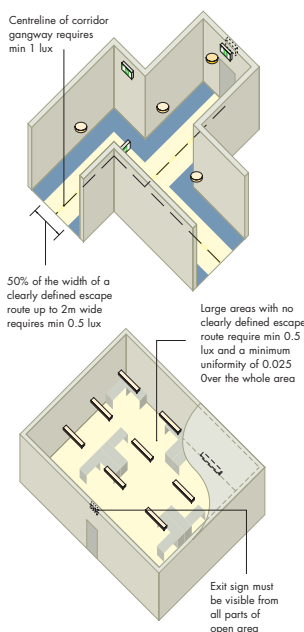 Centreline of corridor
gangway requires
min 1 lux
50% of the width of a
clearly defined escape
route up to 2m wide
requires min 0.5 lux
Large areas with no
clearly defined escape
route require min 0.5
lux and a minimum
uniformity of 0.025
0ver the whole area
Exit sign must
be visible from
all parts of
open area